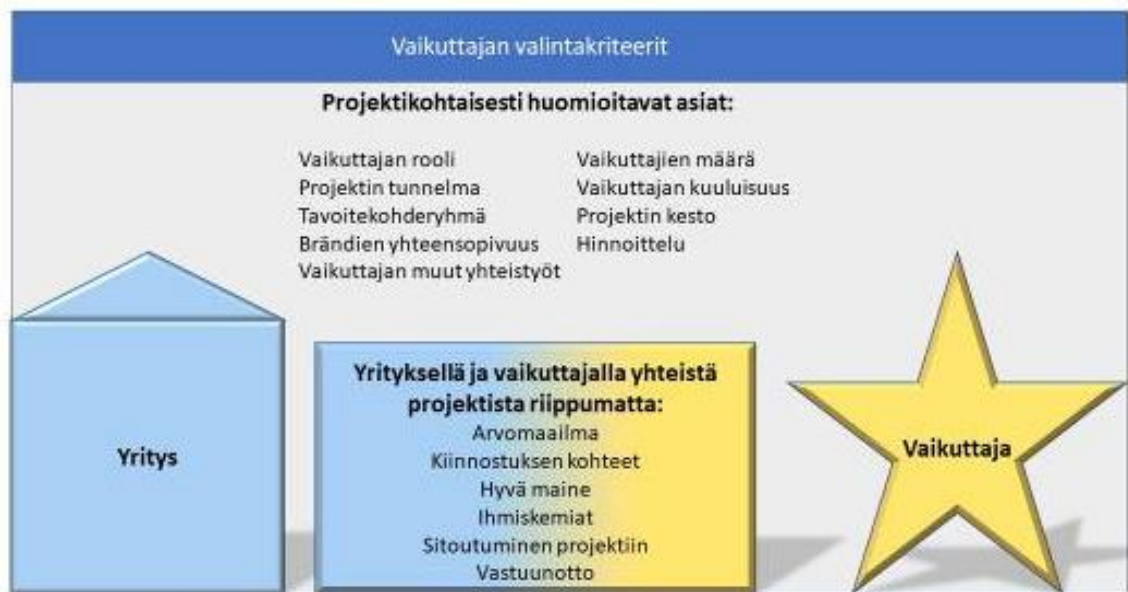 Vaikuttajan valintakriteerit
Projektikohtaisesti huomioitavat asiat:
Vaikuttajan rooli
Projektin tunnelma
Tavoitekohderyhmä
Brändien yhteensopivuus
Vaikuttajan muut yhteistyöt
Vaikuttajien määrä
Vaikuttajan kuuluisuus
Projektin kesto
Hinnoittelu
Yritys
Yrityksellä ja vaikuttajalla yhteistä
projektista riippumatta:
Arvomaailma
Kiinnostuksen kohteet
Hyvä maine
Ihmiskemiat
Sitoutuminen projektiin
Vastuunotto
Vaikuttaja